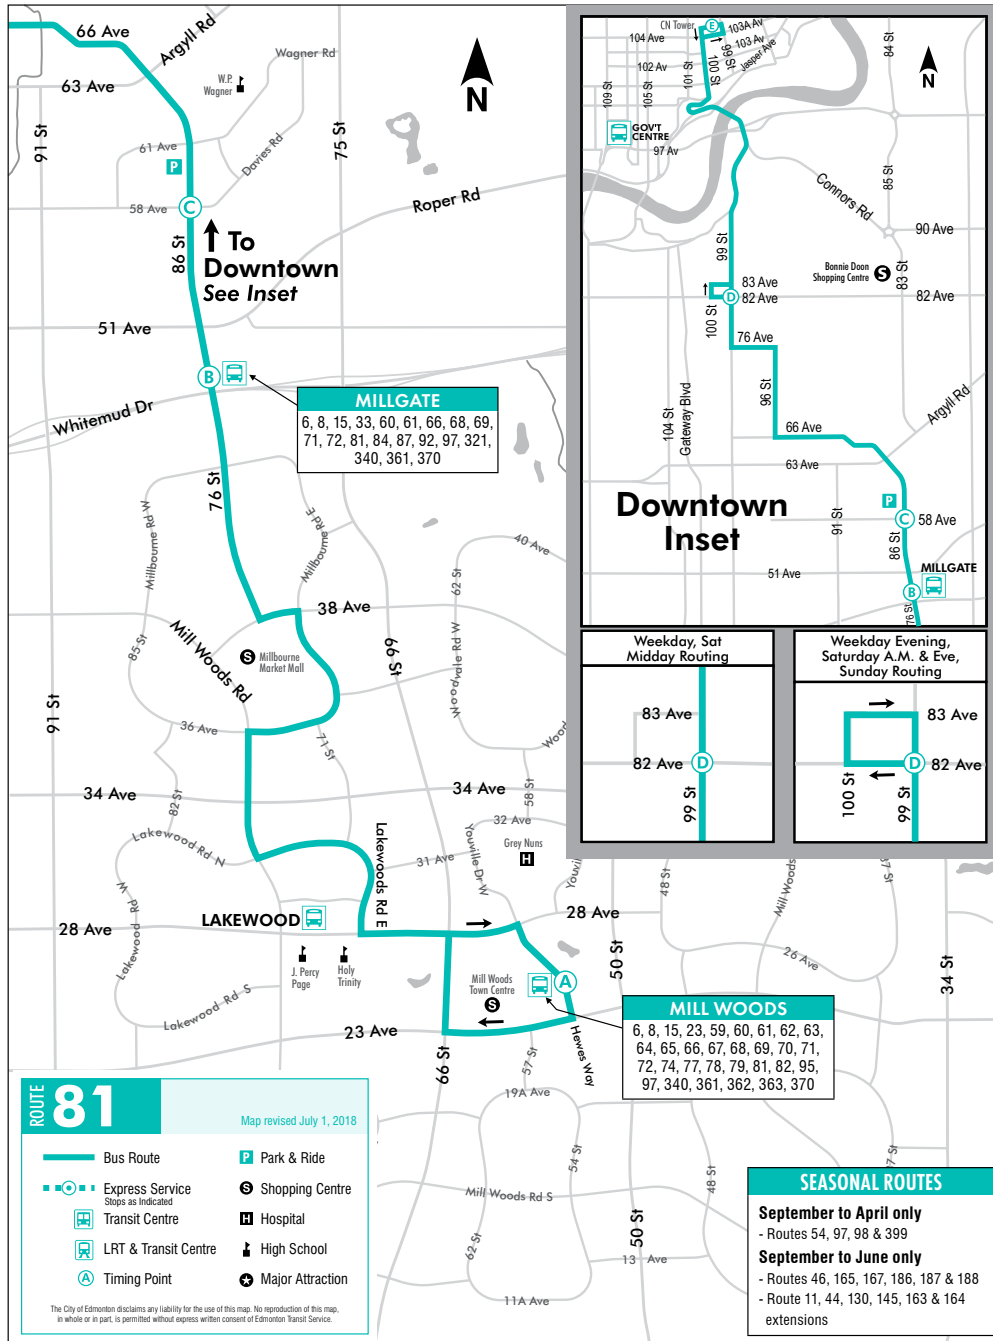 66 Ave
Argyll Rd
Wagner Rd
W.P.
Wagner
63 Ave
91 St
75 St
61 Ave
Davies Rd
P
58 Ave
C
Roper Rd
86 St
To
Downtown
See Inset
51 Ave
B
Whitemud Dr
MILLGATE
6, 8, 15, 33, 60, 61, 66, 68, 69,
71, 72, 81, 84, 87, 92, 97, 321,
340, 361, 370
76 St
Millbourne Rd W
Millbourne Rd E
40 Ave
62 St
38 Ave
85 St
Mill Woods Rd
S
Millbourne
Market Mall
66 St
Woodvale Rd W
91 St
36 Ave
71 St
Wood
34 Ave
82 St
34 Ave
58 St
32 Ave
Lakewood Rd N
Lakewoods Rd E
31 Ave
Youville Dr W
Grey Nuns
H
Youvil
48 St
Mill Woods
37 St
Lakewood Rd W
LAKEWOOD
28 Ave
28 Ave
J. Percy
Page
Holy
Trinity
50 St
26 Ave
34 St
Mill Woods
Town Centre
S
A
Lakewood Rd S
23 Ave
MILL WOODS
6, 8, 15, 23, 59, 60, 61, 62, 63,
64, 65, 66, 67, 68, 69, 70, 71,
72, 74, 77, 78, 79, 81, 82, 95,
97, 340, 361, 362, 363, 370
66 St
57 St
Hewes Way
19A Ave
54 St
48 St
Mill Woods Rd S
62 St
50 St
13 Ave
11A Ave
N
CN Tower
E
103A Av
104 Ave
103 Av
99 St
Jasper Ave
84 St
102 Av
101 St
100 St
109 St
105 St
N
GOV'T
CENTRE
97 Av
Connors Rd
85 St
90 Ave
99 St
Bonnie Doon
Shopping Centre
S
83 St
83 Ave
D
82 Ave
82 Ave
100 St
76 Ave
96 St
104 St
Gateway Blvd
Argyll Rd
66 Ave
63 Ave
Downtown
Inset
P
91 St
C
58 Ave
86 St
51 Ave
MILLGATE
B
76 St
Weekday, Sat
Midday Routing
83 Ave
82 Ave
D
99 St
Weekday Evening,
Saturday A.M. & Eve,
Sunday Routing
83 Ave
D
82 Ave
100 St
99 St
ROUTE
81
Map revised July 1, 2018
Bus Route
P
Park & Ride
Express Service
Stops as Indicated
S
Shopping Centre
Transit Centre
H
Hospital
LRT & Transit Centre
High School
A
Timing Point
Major Attraction
The City of Edmonton disclaims any liability for the use of this map. No reproduction of this map,
in whole or in part, is permitted without express written consent of Edmonton Transit Service.
SEASONAL ROUTES
September to April only
- Routes 54, 97, 98 & 399
September to June only
- Routes 46, 165, 167, 186, 187 & 188
- Route 11, 44, 130, 145, 163 & 164
extensions